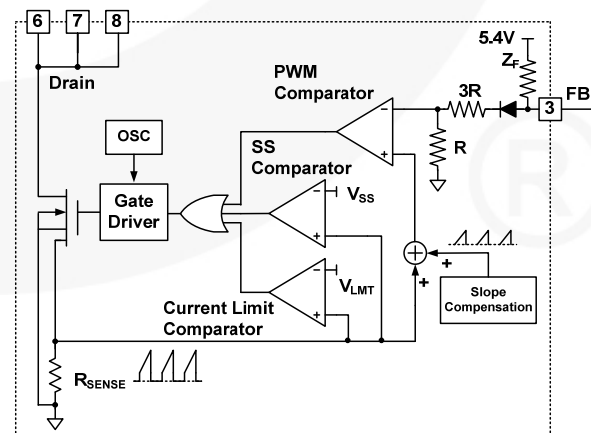 6 7 8
Drain
5.4V
ZF
PWM
Comparator
3R
3 FB
R
OSC
SS
Comparator
VSS
Gate
Driver
VLMT
Current Limit
Comparator
Slope
Compensation
RSENSE
- + - + - +
+ +
R